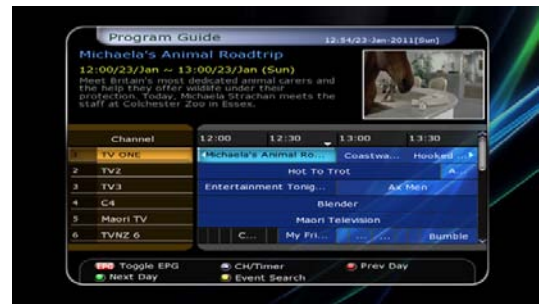 Program Guide 12:54/23-Jan-2011[Sun]
Michaela's Animal Roadtrip
12:00/23/Jan ~ 13:00/23/Jan (Sun)
Meet Britain's most dedicated animal carers and
the help they offer wildlife under their
protection. Today, Michaela Strachan meets the
staff at Colchester Zoo in Essex.
Channel 12:00 12:30 13:00 13:30
1 TV ONE Michaela's Animal Ro... Coastwa... Hooked ...
2 TV2 Hot To Trot A...
3 TV3 Entertainment Tonig... Ax Men
4 C4 Blender
5 Maori TV Maori Television
6 TVNZ 6 C... My Fri... ... ... Bumble
EPG Toggle EPG CH/Timer Prev Day
Next Day Event Search